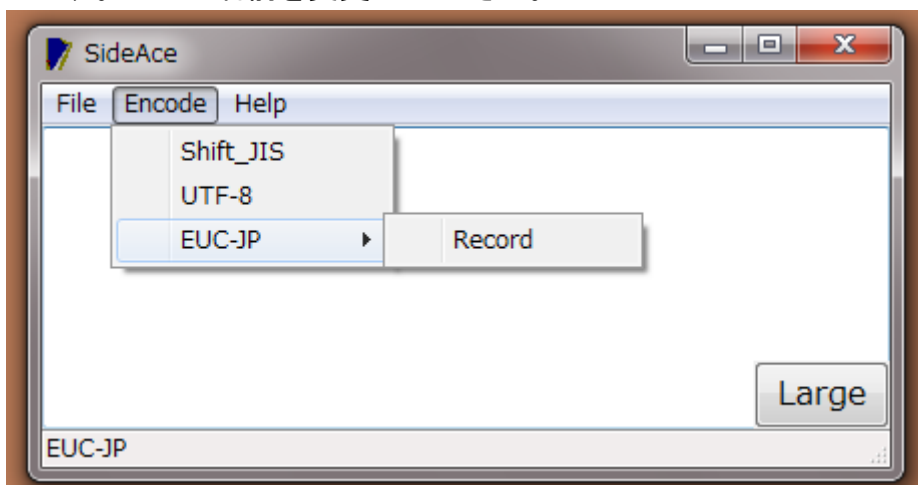 SideAce
File Encode Help
Shift_JIS
UTF-8
EUC-JP
Record
Large
EUC-JP